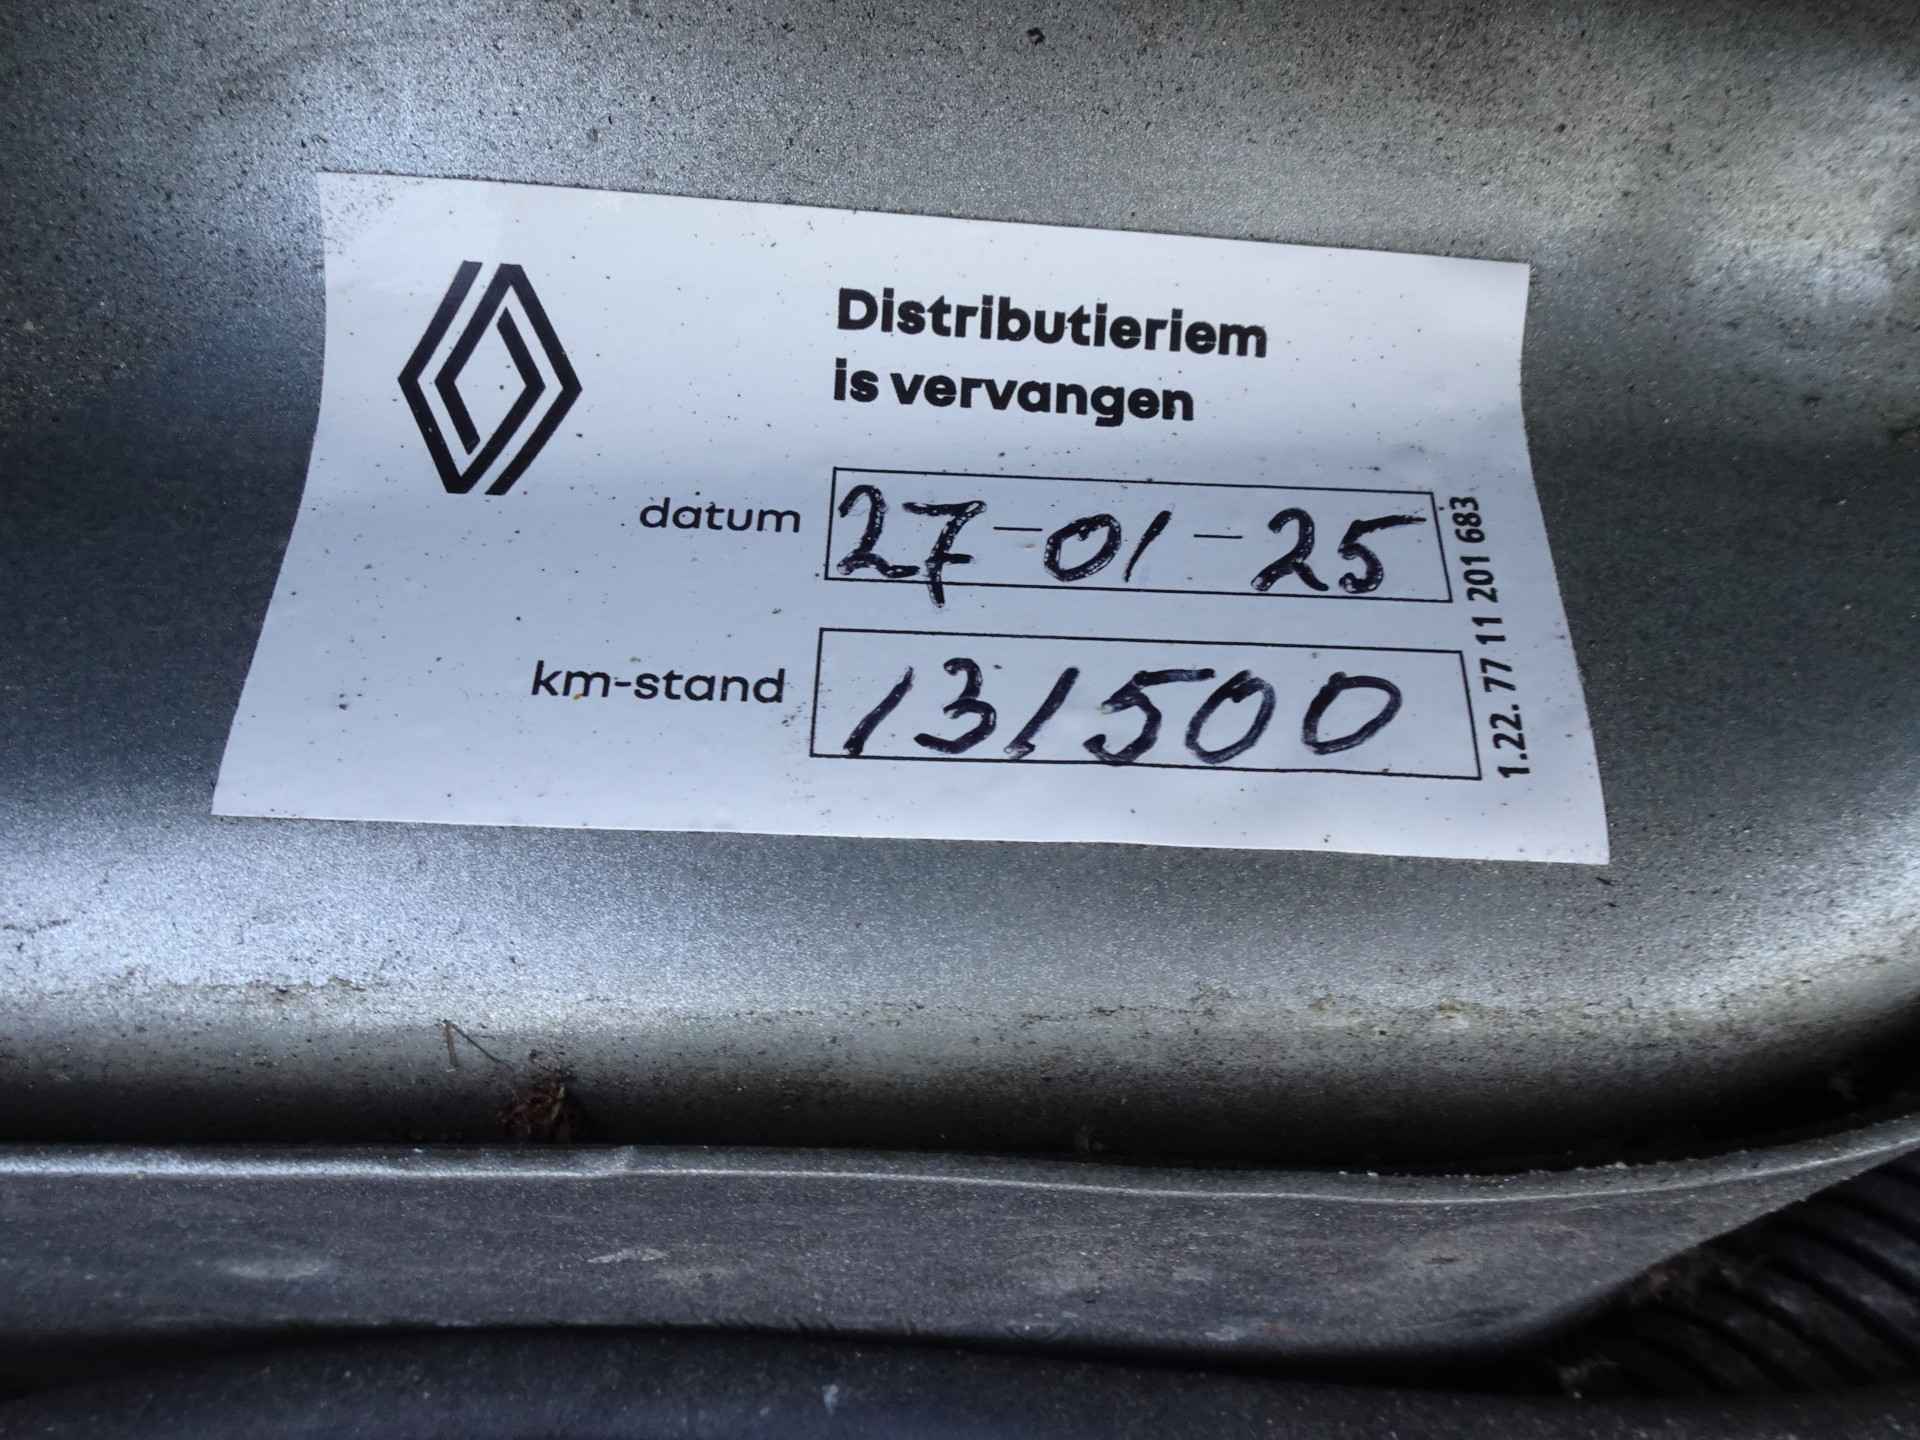 Distributieriem
is vervangen
datum 27-01-25
km-stand 131500
1.22. 77 11 201 683